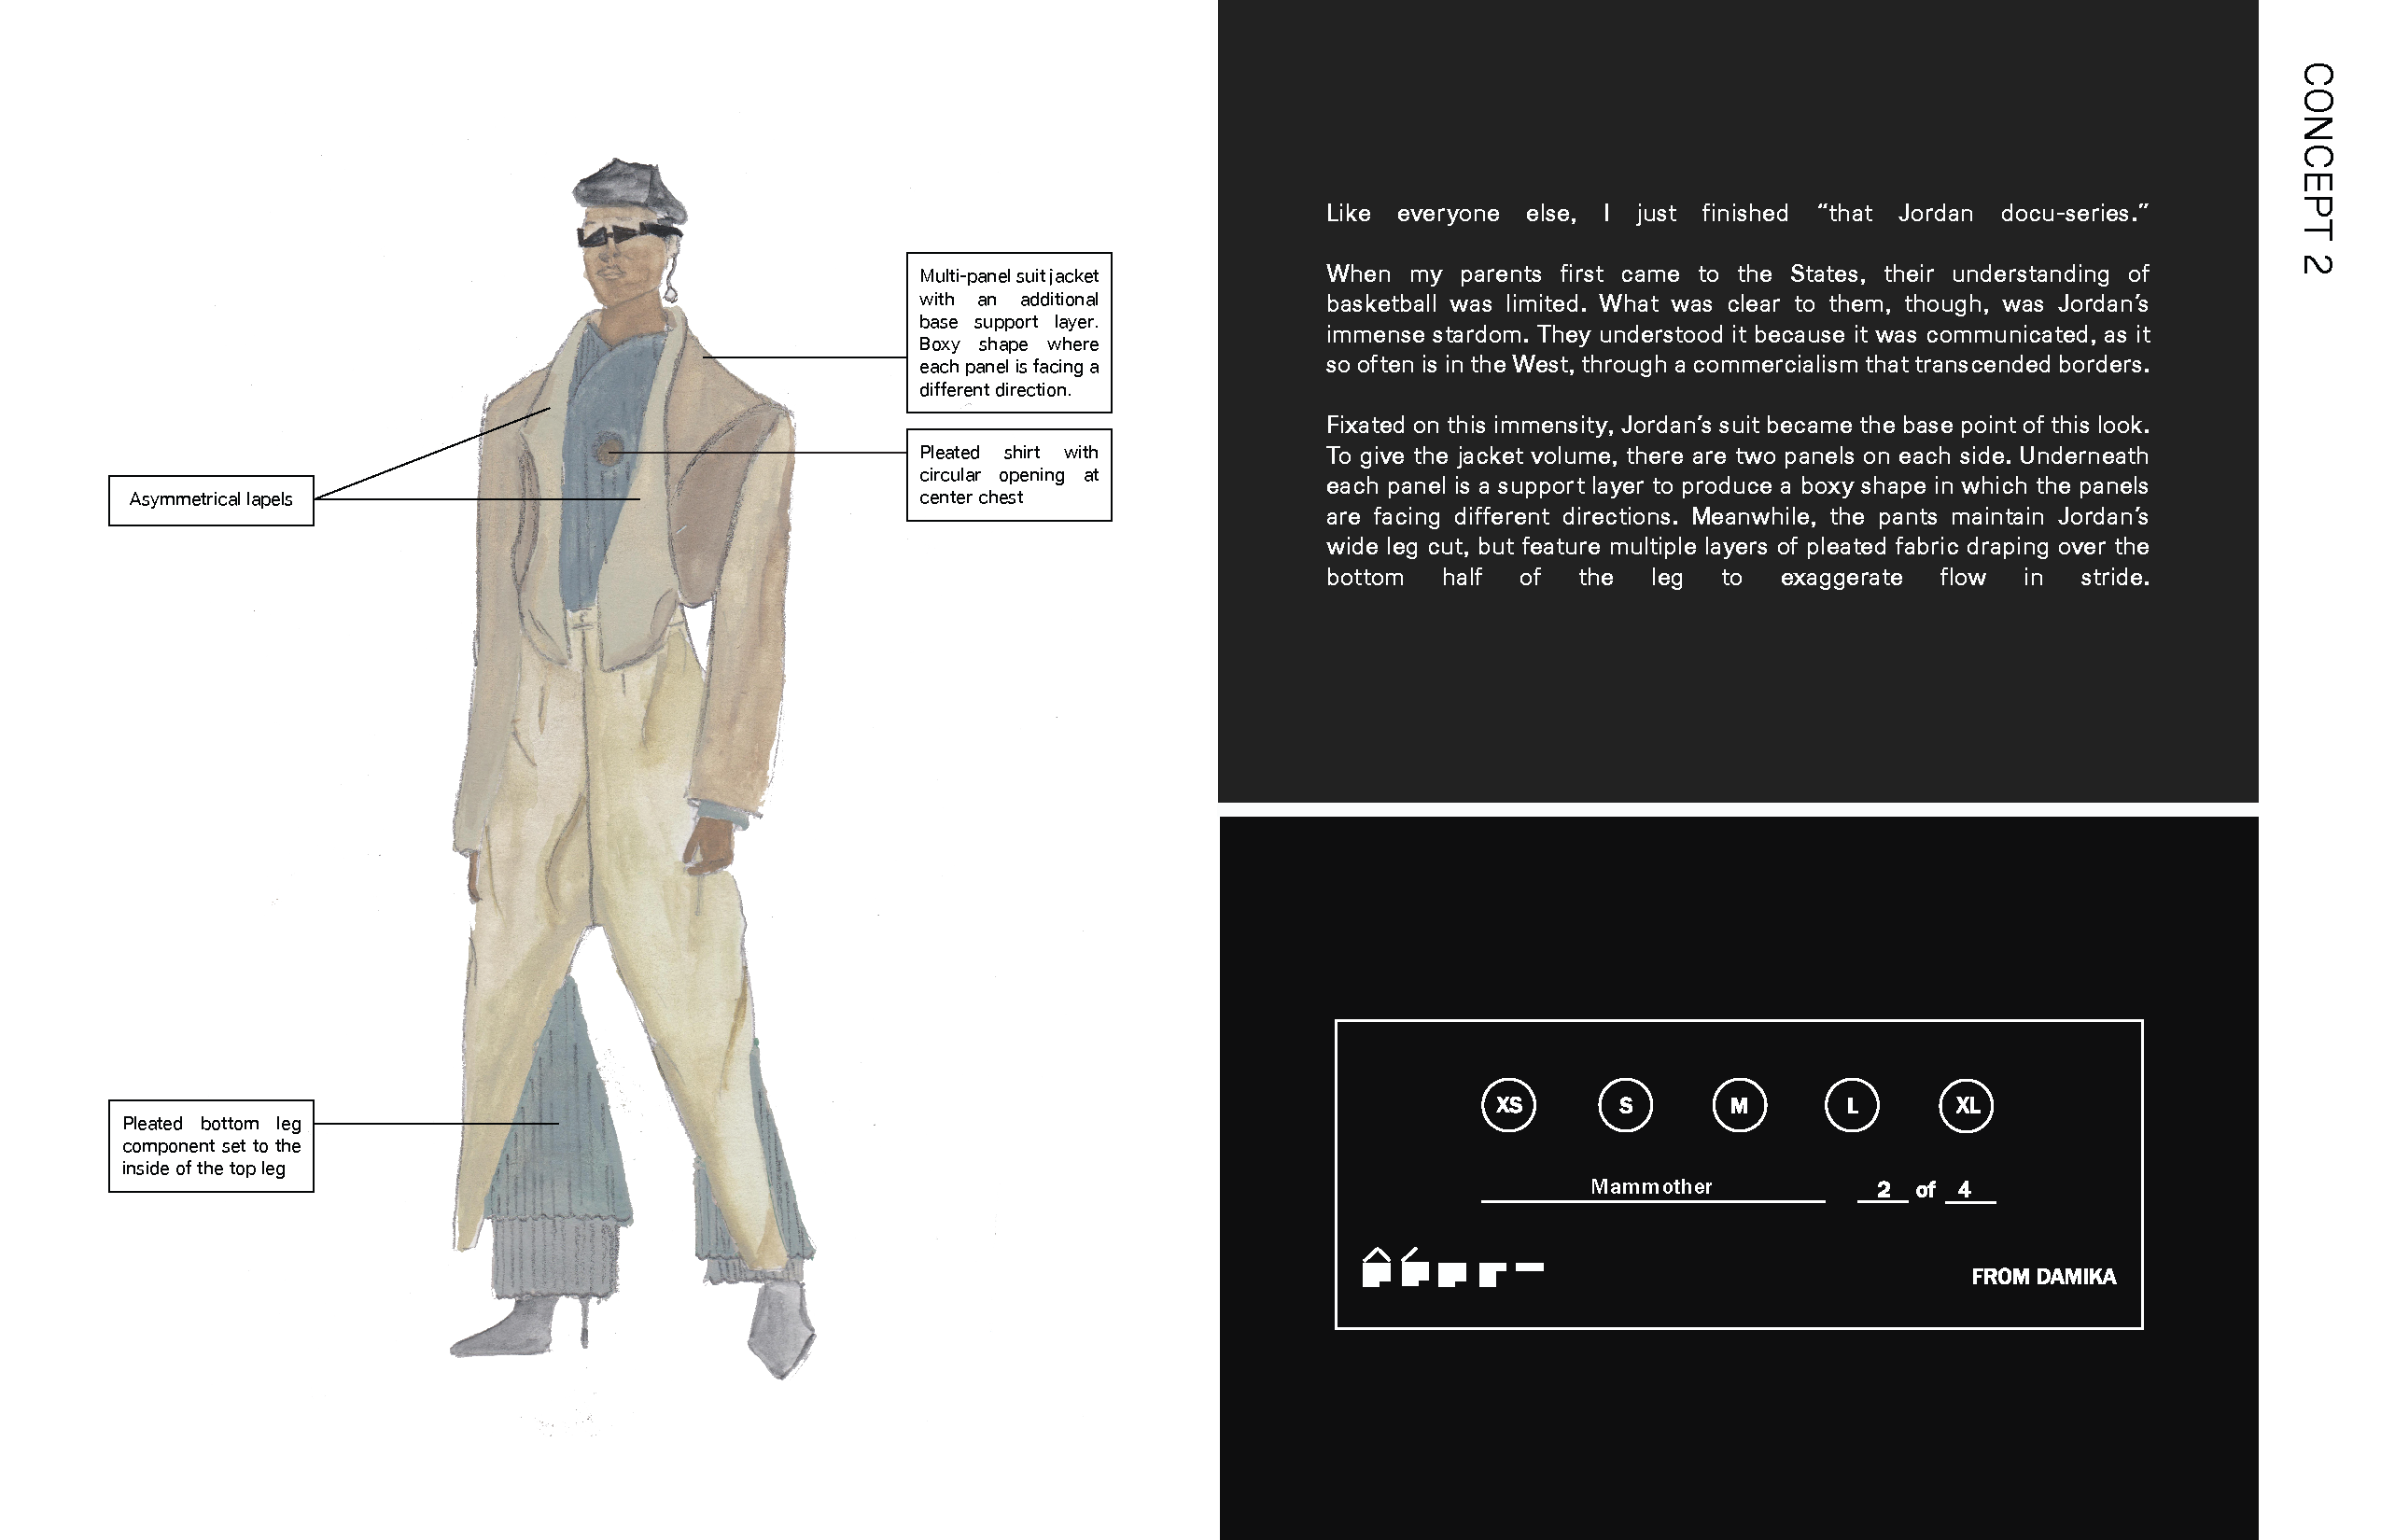 Multi-panel suit jacket
with an additional
base support layer.
Boxy shape where
each panel is facing a
different direction.
Pleated shirt with
circular opening at
center chest
Asymmetrical lapels
Pleated bottom leg
component set to the
inside of the top leg
Like everyone else, I just finished “that Jordan docu-series.”
When my parents first came to the States, their understanding of
basketball was limited. What was clear to them, though, was Jordan’s
immense stardom. They understood it because it was communicated, as it
so often is in the West, through a commercialism that transcended borders.
Fixated on this immensity, Jordan’s suit became the base point of this look.
To give the jacket volume, there are two panels on each side. Underneath
each panel is a support layer to produce a boxy shape in which the panels
are facing different directions. Meanwhile, the pants maintain Jordan’s
wide leg cut, but feature multiple layers of pleated fabric draping over the
bottom half of the leg to exaggerate flow in stride.
XS S M L XL
Mammother 2 of 4
FROM DAMIKA
CONCEPT 2